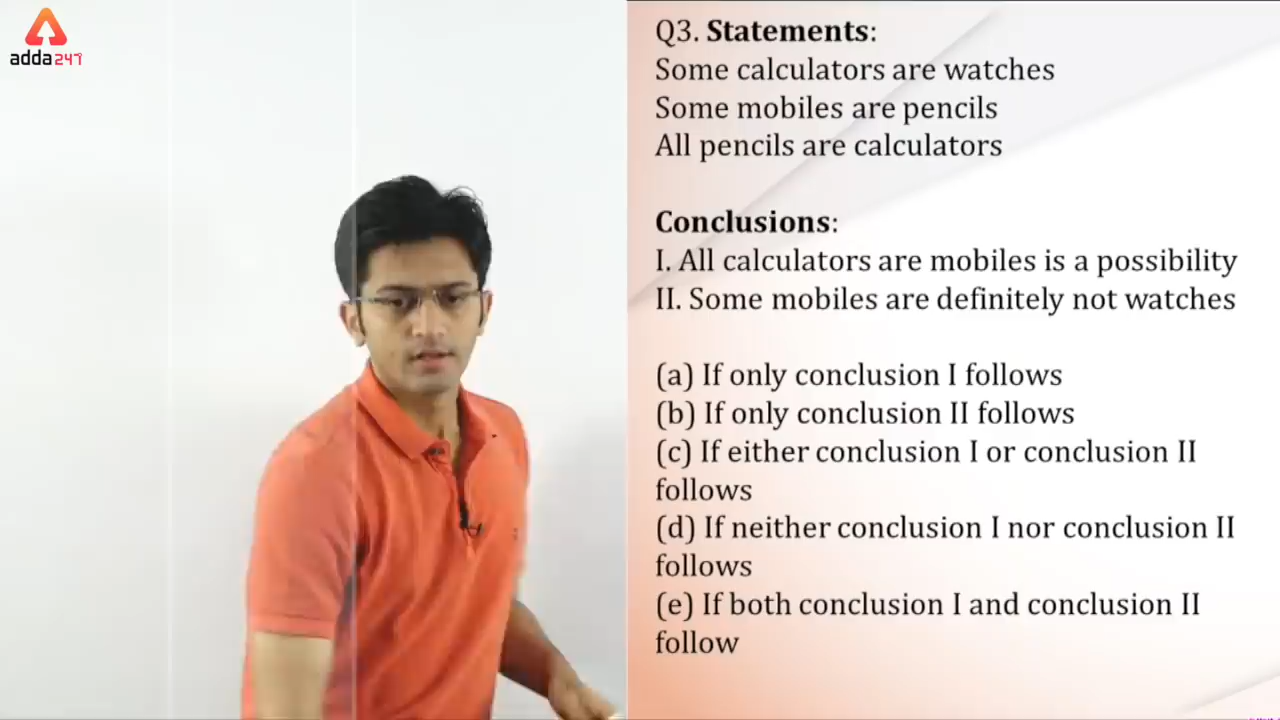 adda247
Q3. Statements:
Some calculators are watches
Some mobiles are pencils
All pencils are calculators
Conclusions:
I. All calculators are mobiles is a possibility
II. Some mobiles are definitely not watches
(a) If only conclusion I follows
(b) If only conclusion II follows
(c) If either conclusion I or conclusion II
follows
(d) If neither conclusion I nor conclusion II
follows
(e) If both conclusion I and conclusion II
follow